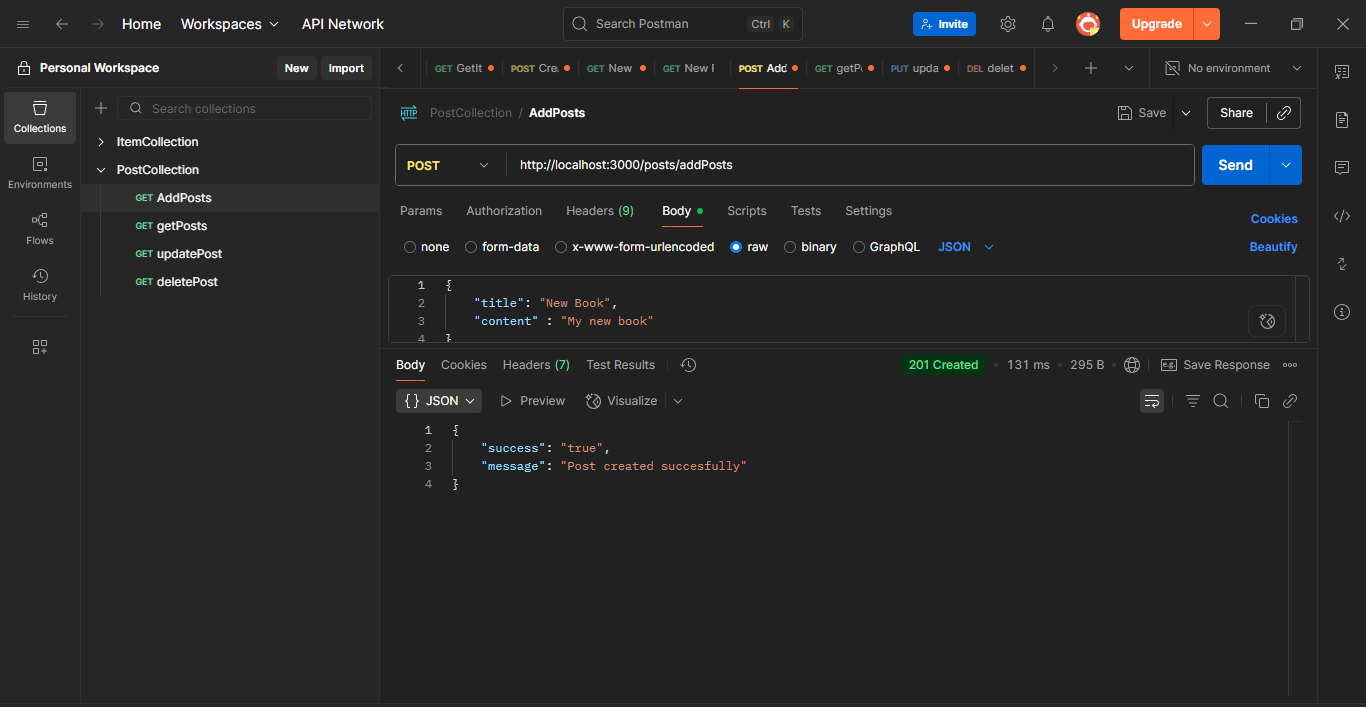 Home Workspaces API Network Search Postman Ctrl K Invite Upgrade
Personal Workspace New Import GET GetIt POST Cre. GET New GET New POST Add GET getP PUT upda DEL delet No environment
Collections
Environments
Flows
History
Search collections
ItemCollection
PostCollection
GET AddPosts
GET getPosts
GET updatePost
GET deletePost
HTTP PostCollection / AddPosts Save Share
POST http://localhost:3000/posts/addPosts Send
Params Authorization Headers (9) Body Scripts Tests Settings Cookies
none form-data x-www-form-urlencoded raw binary GraphQL JSON Beautify
1 {
2 "title": "New Book",
3 "content" : "My new book"
4 }
Body Cookies Headers (7) Test Results 201 Created • 131 ms • 295 B e.g. Save Response
{} JSON Preview Visualize
1 {
2 "success": "true",
3 "message": "Post created succesfully"
4 }